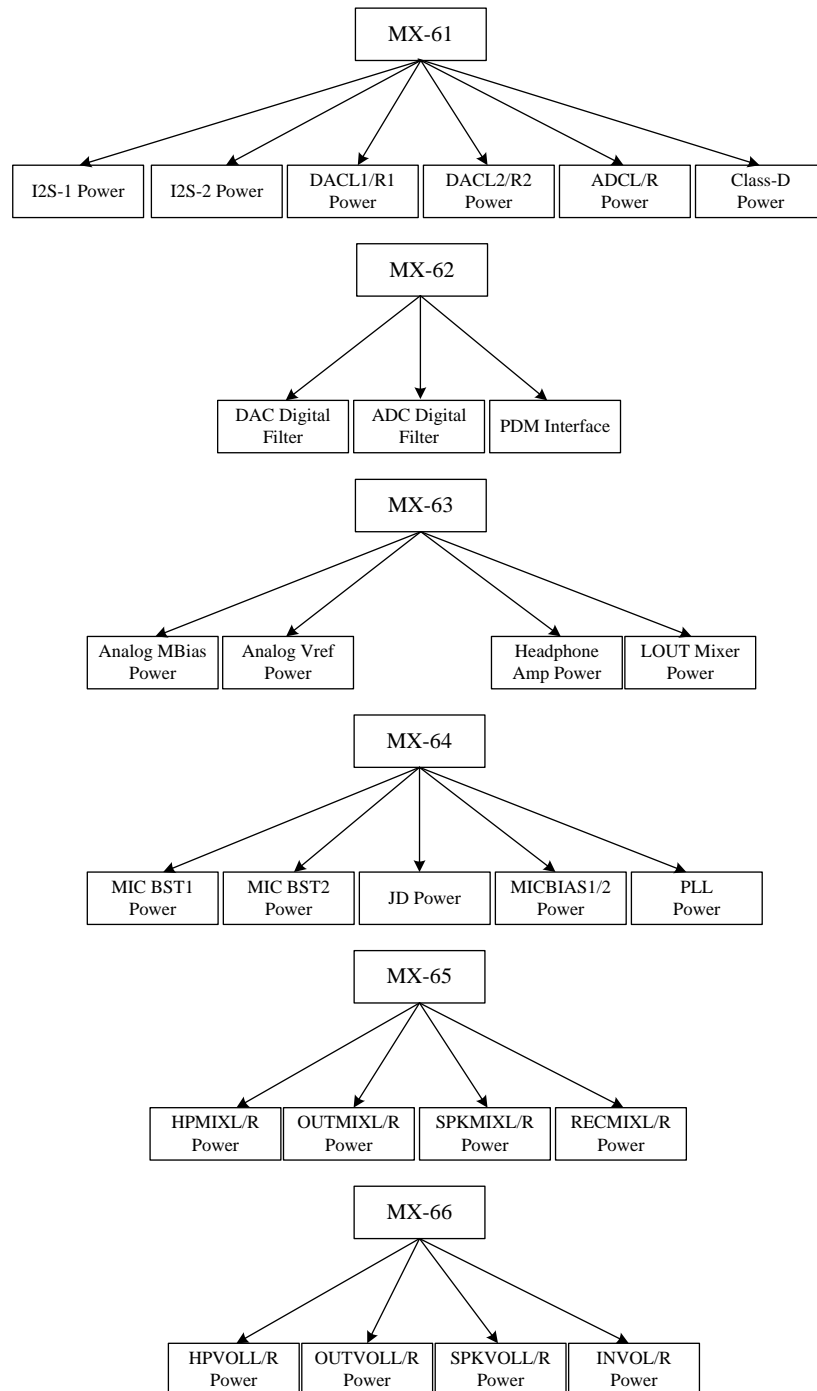 MX-61
I2S-1 Power
I2S-2 Power
DACL1/R1
Power
DACL2/R2
Power
ADCL/R
Power
Class-D
Power
MX-62
DAC Digital
Filter
ADC Digital
Filter
PDM Interface
MX-63
Analog MBias
Power
Analog Vref
Power
Headphone
Amp Power
LOUT Mixer
Power
MX-64
MIC BST1
Power
MIC BST2
Power
JD Power
MICBIAS1/2
Power
PLL
Power
MX-65
HPMIXL/R
Power
OUTMIXL/R
Power
SPKMIXL/R
Power
RECMIXL/R
Power
MX-66
HPVOLL/R
Power
OUTVOLL/R
Power
SPKVOLL/R
Power
INVOL/R
Power